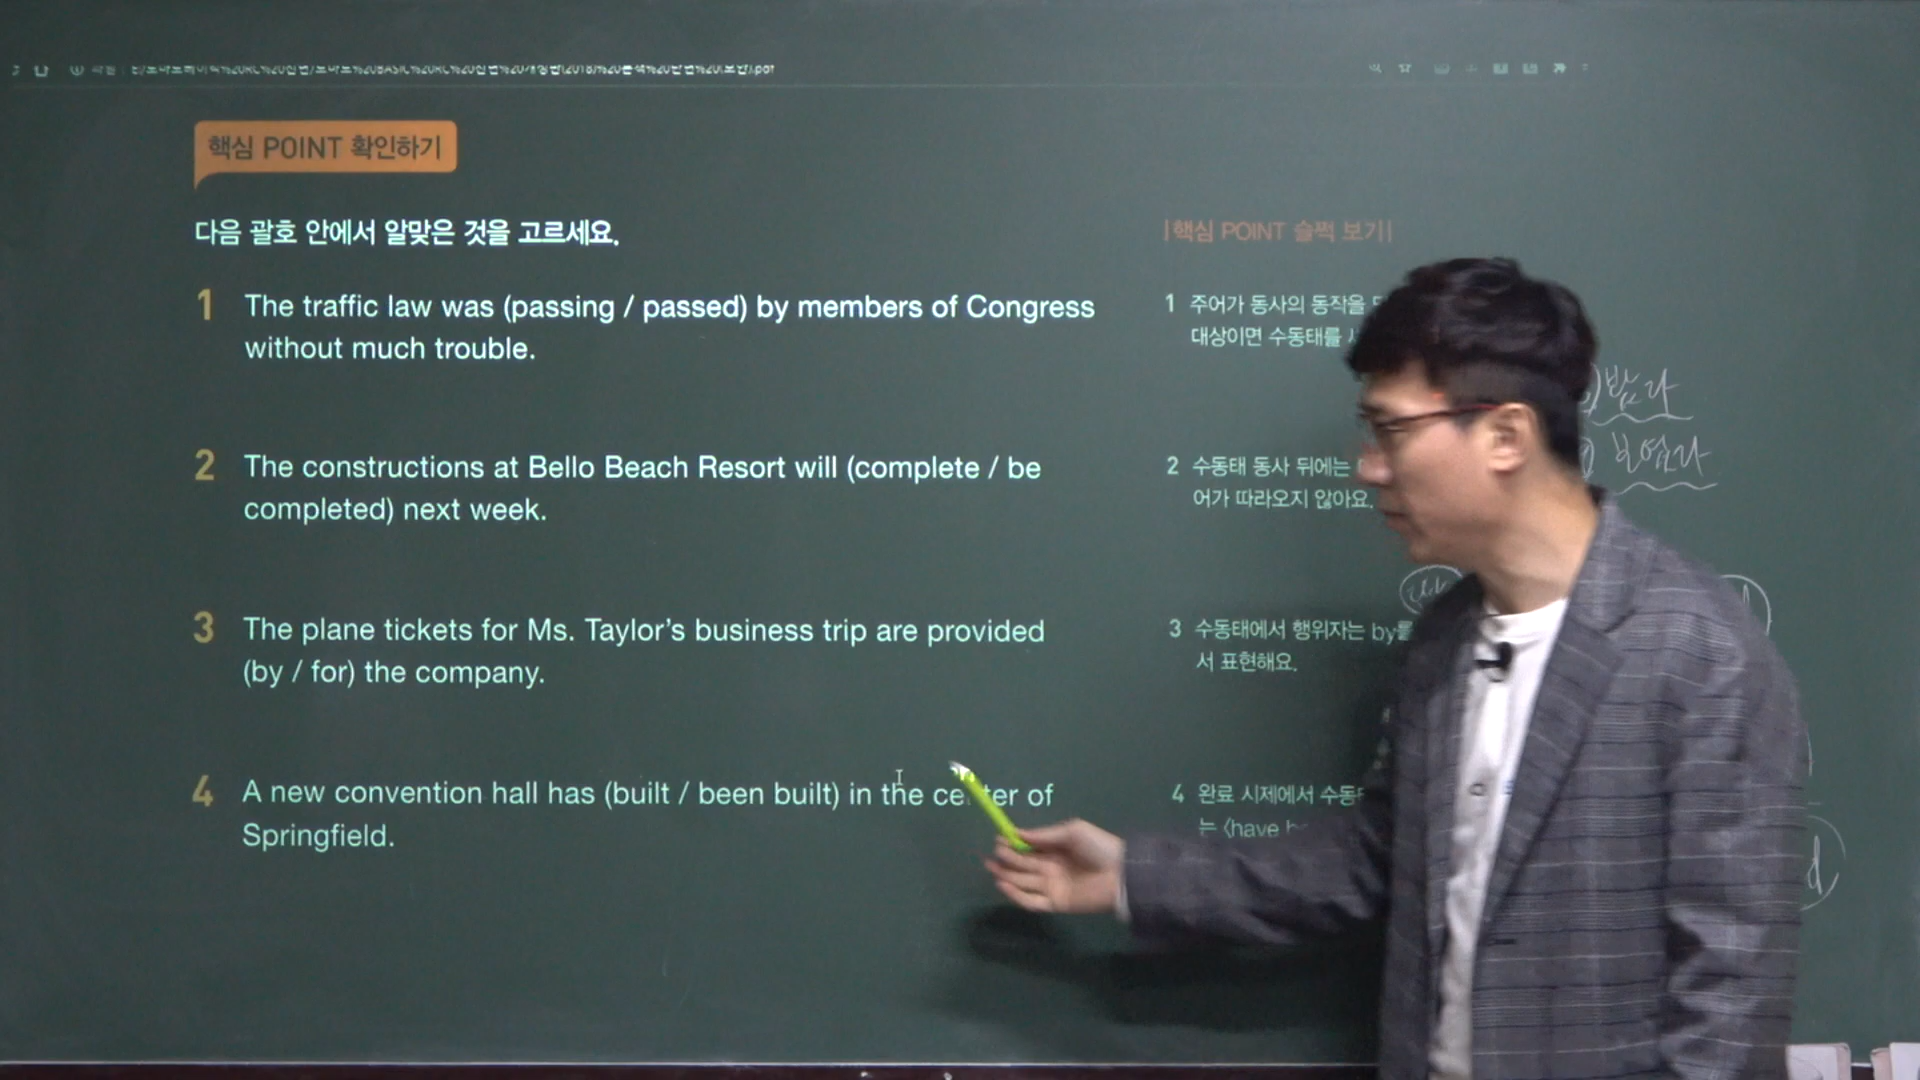 핵심 POINT 확인하기
다음 괄호 안에서 알맞은 것을 고르세요.
1 The traffic law was (passing / passed) by members of Congress
without much trouble.
2 The constructions at Bello Beach Resort will (complete / be
completed) next week.
3 The plane tickets for Ms. Taylor's business trip are provided
(by / for) the company.
4 A new convention hall has (built / been built) in the center of
Springfield.
|핵심 POINT 슬쩍 보기|
1 주어가 동사의 동작을
대상이면 수동태를
2 수동태 동사 뒤에는
어가 따라오지 않아요.
3 수동태에서 행위자는 by를
서 표현해요.
4 완료 시제에서
는 〈have
밟다